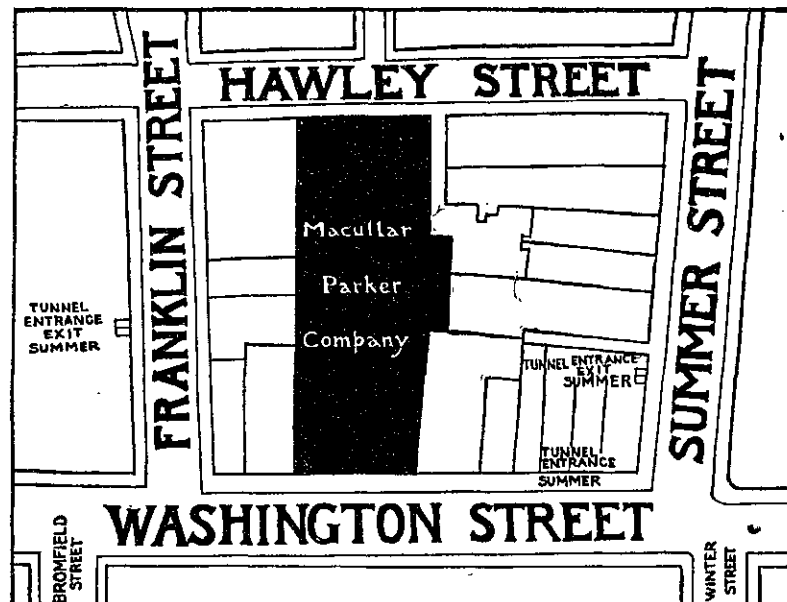 HAWLEY STREET
FRANKLIN STREET
SUMMER STREET
Macullar
Parker
Company
TUNNEL
ENTRANCE
EXIT
SUMMER
TUNNEL ENTRANCE
EXIT
SUMMER
TUNNEL
ENTRANCE
SUMMER
WASHINGTON STREET
BROMFIELD
STREET
WINTER
STREET